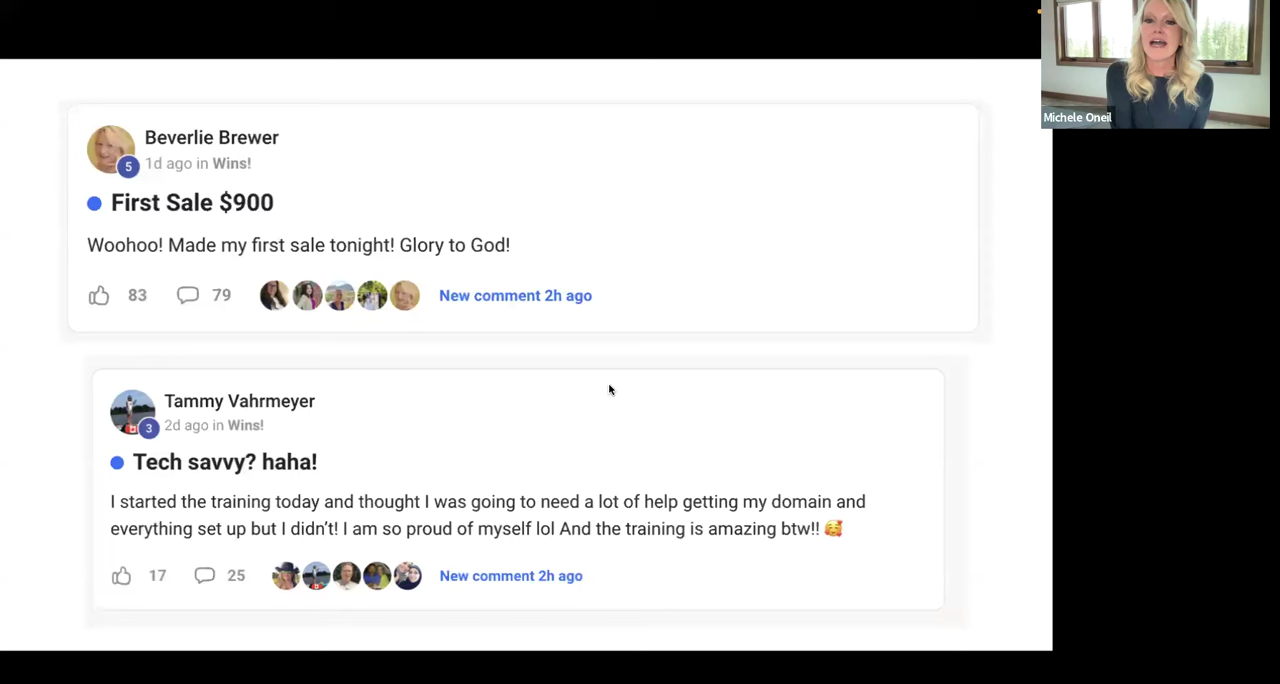 Michele Oneil
Beverlie Brewer
5
1d ago in Wins!
First Sale $900
Woohoo! Made my first sale tonight! Glory to God!
83 79 New comment 2h ago
Tammy Vahrmeyer
3
2d ago in Wins!
Tech savvy? haha!
I started the training today and thought I was going to need a lot of help getting my domain and
everything set up but I didn’t! I am so proud of myself lol And the training is amazing btw!! 🥰
17 25 New comment 2h ago